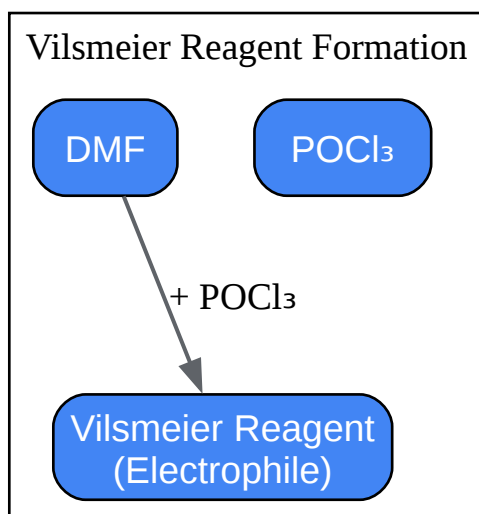 Vilsmeier Reagent Formation
DMF
POCl₃
+ POCl₃
Vilsmeier Reagent
(Electrophile)